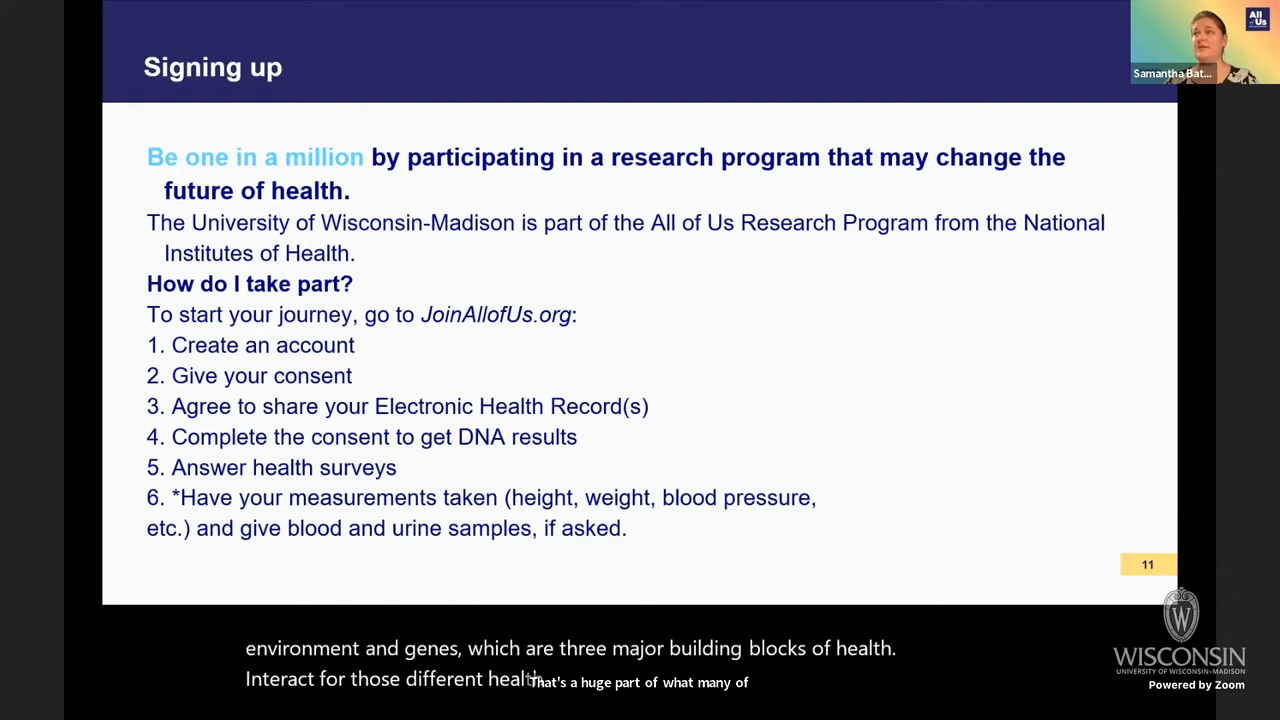 Signing up
All
of Us
Samantha Bat...
Be one in a million by participating in a research program that may change the
future of health.
The University of Wisconsin-Madison is part of the All of Us Research Program from the National
Institutes of Health.
How do I take part?
To start your journey, go to JoinAllofUs.org:
1. Create an account
2. Give your consent
3. Agree to share your Electronic Health Record(s)
4. Complete the consent to get DNA results
5. Answer health surveys
6. *Have your measurements taken (height, weight, blood pressure,
etc.) and give blood and urine samples, if asked.
11
environment and genes, which are three major building blocks of health.
Interact for those different health
That's a huge part of what many of
W
WISCONSIN
UNIVERSITY OF WISCONSIN–MADISON
Powered by Zoom